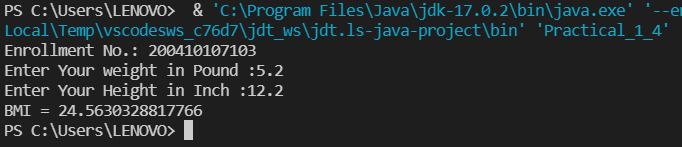 PS C:\Users\LENOVO>  & 'C:\Program Files\Java\jdk-17.0.2\bin\java.exe' '--en
Local\Temp\vscodesws_c76d7\jdt_ws\jdt.ls-java-project\bin' 'Practical_1_4'
Enrollment No.: 200410107103
Enter Your weight in Pound :5.2
Enter Your Height in Inch :12.2
BMI = 24.5630328817766
PS C:\Users\LENOVO>